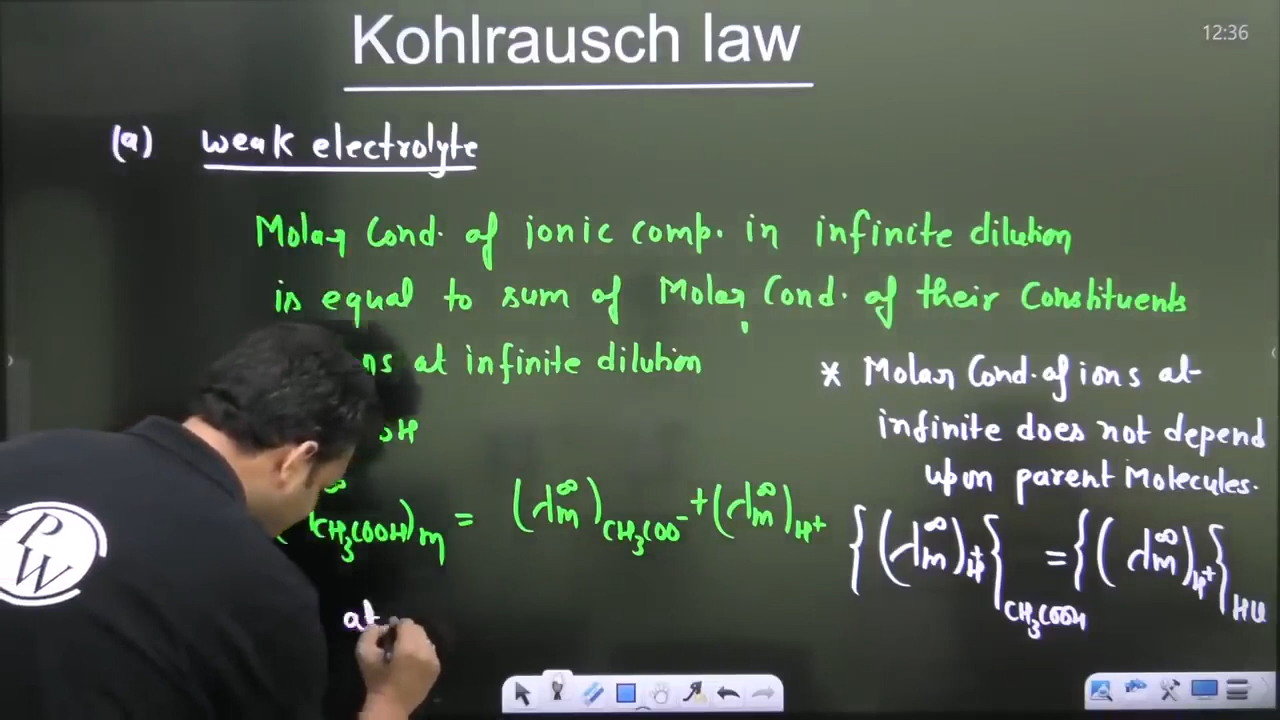 Kohlrausch law
12:36
(a) weak electrolyte
Molar Cond. of ionic comp. in infinite dilution
is equal to sum of Molar Cond. of their Constituents
ns at infinite dilution
* Molar Cond. of ions at
infinite does not depend
upon parent Molecules.
OH
(CH₃COOH)m = (λm^∞)CH₃COO⁻ + (λm^∞)H⁺
{(λm^∞)H⁺}CH₃COOH = {(λm^∞)H⁺}HCl
at
P
W